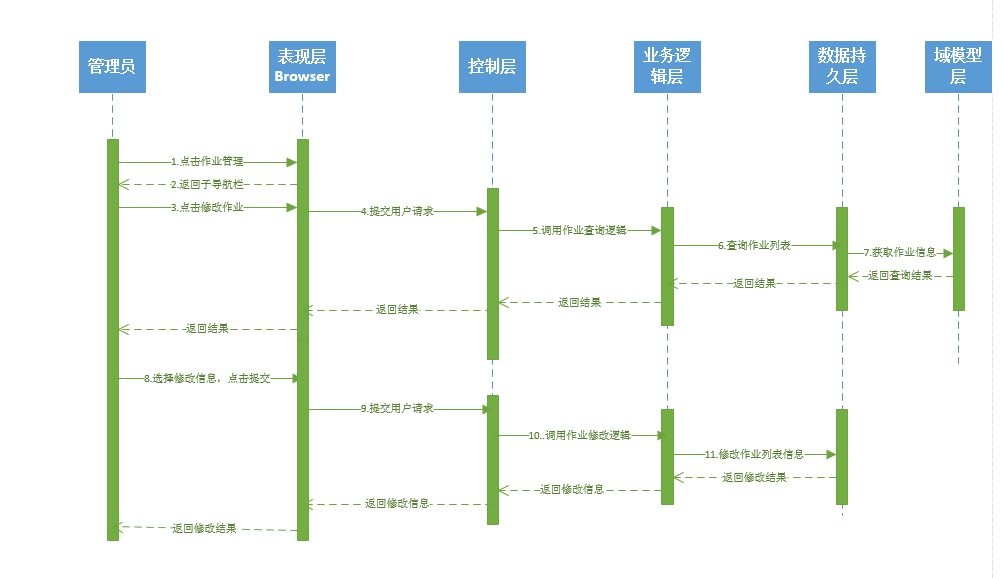 管理员
表现层
Browser
控制层
业务逻
辑层
数据持
久层
域模型
层
1.点击作业管理
2.返回子导航栏
3.点击修改作业
4.提交用户请求
5.调用作业查询逻辑
6.查询作业列表
7.获取作业信息
返回查询结果
返回结果
返回结果
返回结果
返回结果
8.选择修改信息，点击提交
9.提交用户请求
10..调用作业修改逻辑
11.修改作业列表信息
返回修改结果
返回修改信息
返回修改信息
返回修改结果